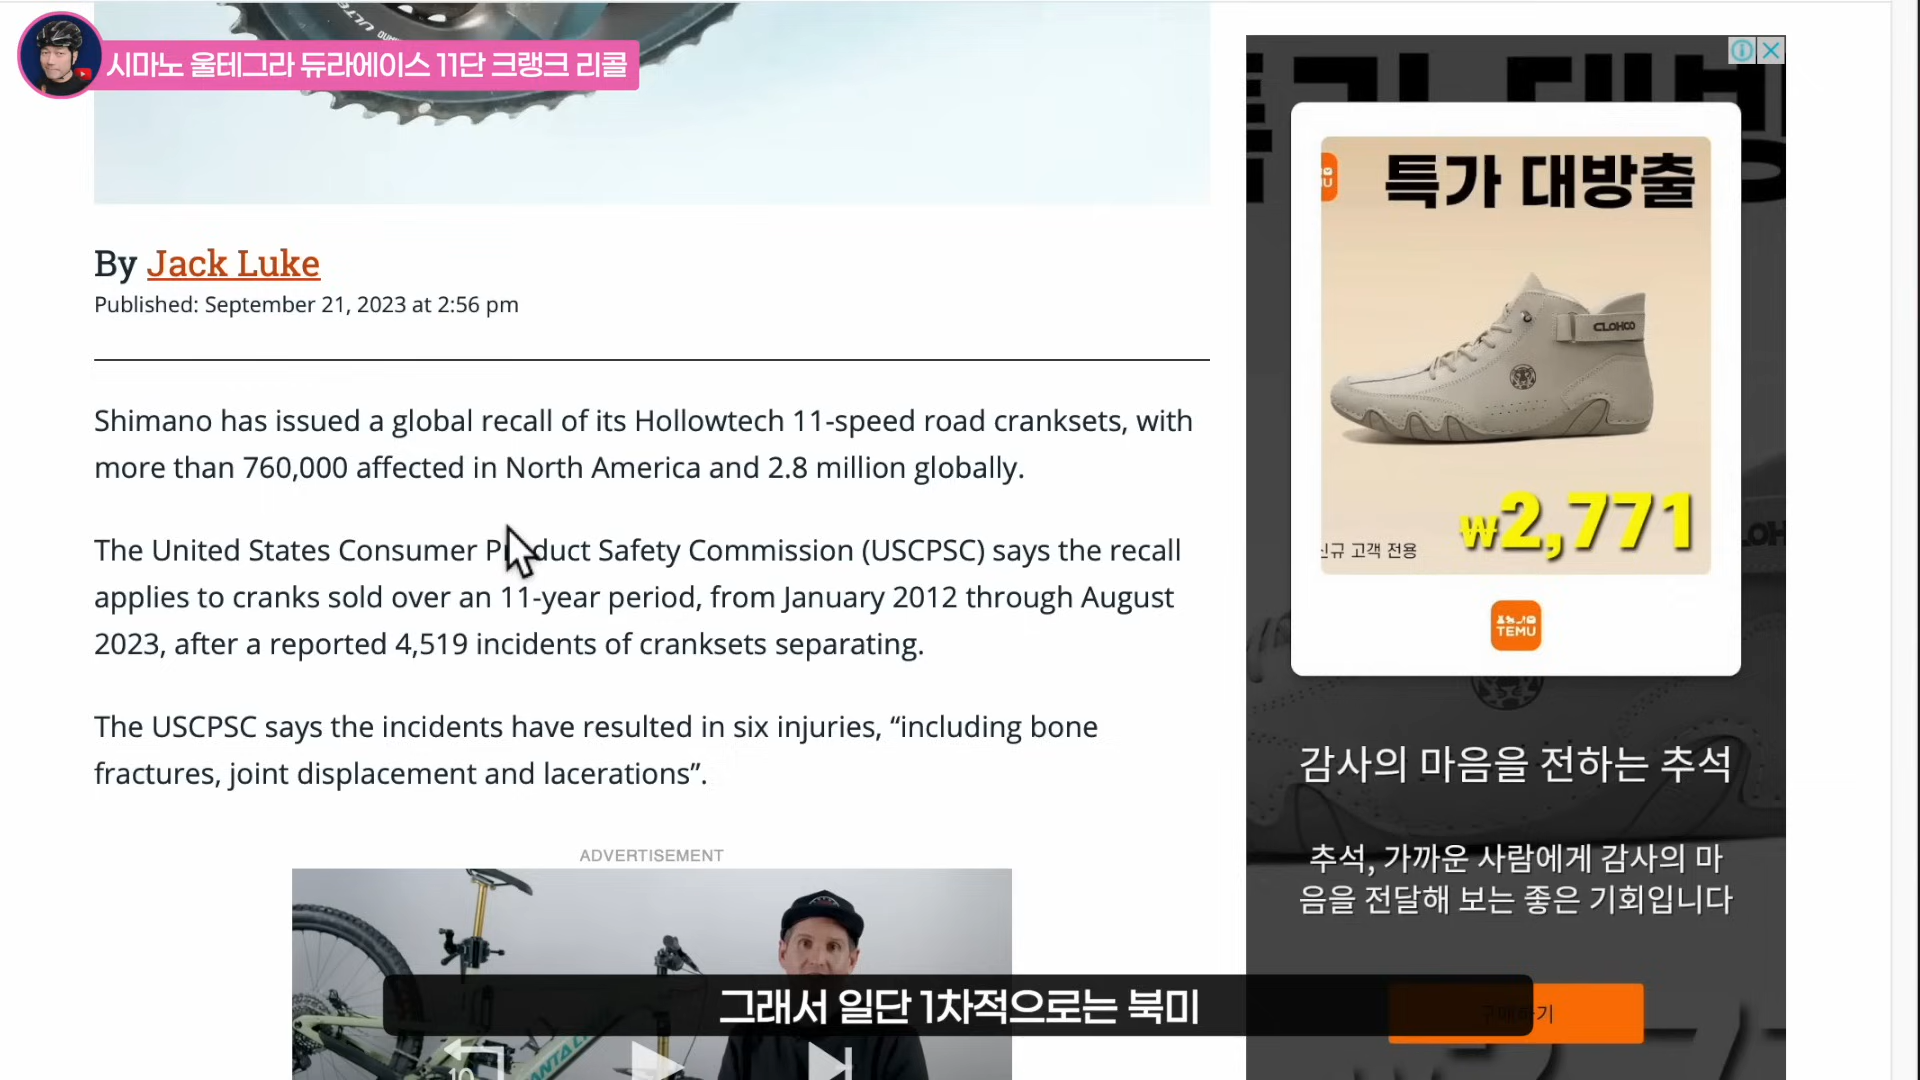 ULTEG
시마노 울테그라 듀라에이스 11단 크랭크 리콜
By Jack Luke
Published: September 21, 2023 at 2:56 pm
Shimano has issued a global recall of its Hollowtech 11-speed road cranksets, with
more than 760,000 affected in North America and 2.8 million globally.
The United States Consumer Product Safety Commission (USCPSC) says the recall
applies to cranks sold over an 11-year period, from January 2012 through August
2023, after a reported 4,519 incidents of cranksets separating.
The USCPSC says the incidents have resulted in six injuries, “including bone
fractures, joint displacement and lacerations”.
ADVERTISEMENT
10
그래서 일단 1차적으로는 북미
특가 대방출
CLOHOO
₩2,771
신규 고객 전용
TEMU
감사의 마음을 전하는 추석
추석, 가까운 사람에게 감사의 마
음을 전달해 보는 좋은 기회입니다
구매하기